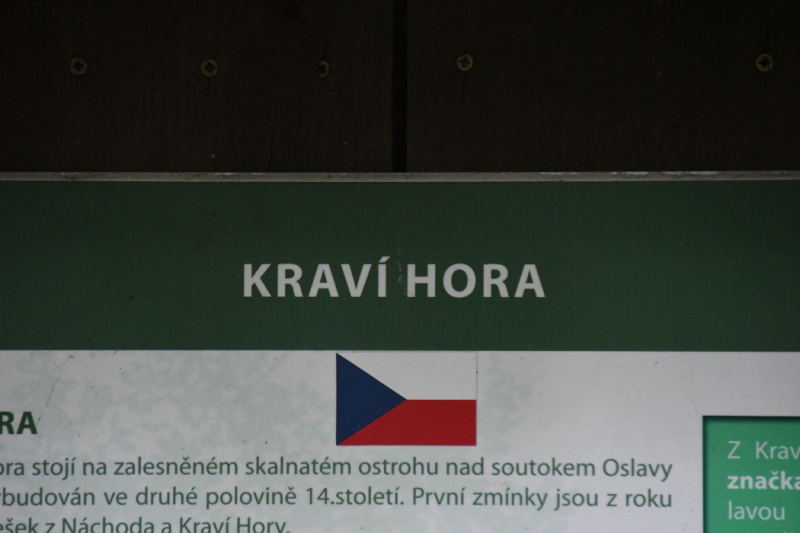 KRAVÍ HORA
RA
ora stojí na zalesněném skalnatém ostrohu nad soutokem Oslavy
ybudován ve druhé polovině 14.století. První zmínky jsou z roku
ešek z Náchoda a Kraví Hory.
Z Krav
značka
lavou